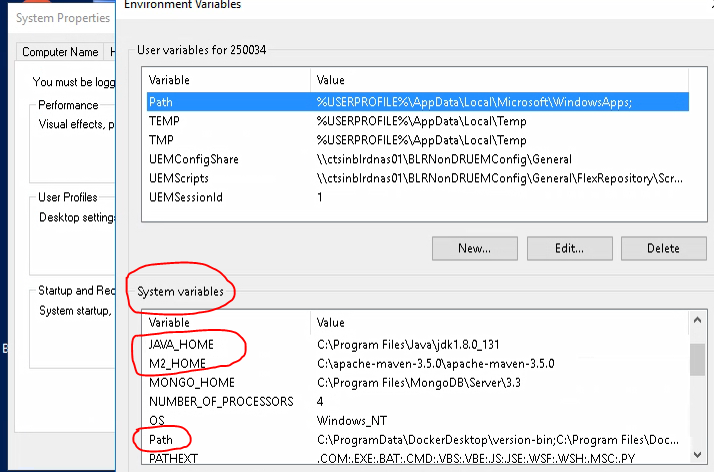 Environment Variables
System Properties
Computer Name H
You must be logg
Performance
Visual effects, p
User Profiles
Desktop setting
Startup and Rec
System startup,
User variables for 250034
Variable Value
Path %USERPROFILE%\AppData\Local\Microsoft\WindowsApps;
TEMP %USERPROFILE%\AppData\Local\Temp
TMP %USERPROFILE%\AppData\Local\Temp
UEMConfigShare \\ctsinblrdnas01\BLRNonDRUEMConfig\General
UEMScripts \\ctsinblrdnas01\BLRNonDRUEMConfig\General\FlexRepository\Scr...
UEMSessionId 1
New... Edit... Delete
System variables
Variable Value
JAVA_HOME C:\Program Files\Java\jdk1.8.0_131
M2_HOME C:\apache-maven-3.5.0\apache-maven-3.5.0
MONGO_HOME C:\Program Files\MongoDB\Server\3.3
NUMBER_OF_PROCESSORS 4
OS Windows_NT
Path C:\ProgramData\DockerDesktop\version-bin;C:\Program Files\Doc...
PATHEXT .COM;.EXE;.BAT;.CMD;.VBS;.VBE;.JS;.JSE;.WSF;.WSH;.MSC;.PY